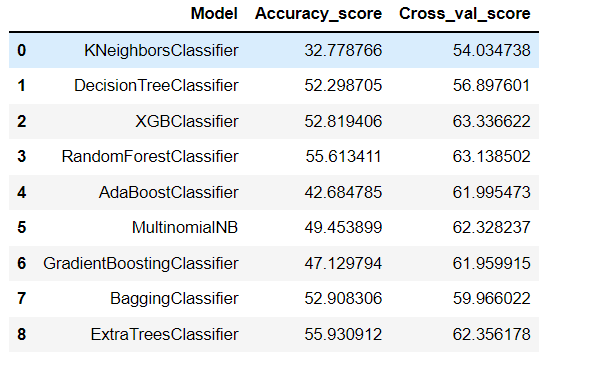 Model Accuracy_score Cross_val_score
0 KNeighborsClassifier 32.778766 54.034738
1 DecisionTreeClassifier 52.298705 56.897601
2 XGBClassifier 52.819406 63.336622
3 RandomForestClassifier 55.613411 63.138502
4 AdaBoostClassifier 42.684785 61.995473
5 MultinomialNB 49.453899 62.328237
6 GradientBoostingClassifier 47.129794 61.959915
7 BaggingClassifier 52.908306 59.966022
8 ExtraTreesClassifier 55.930912 62.356178